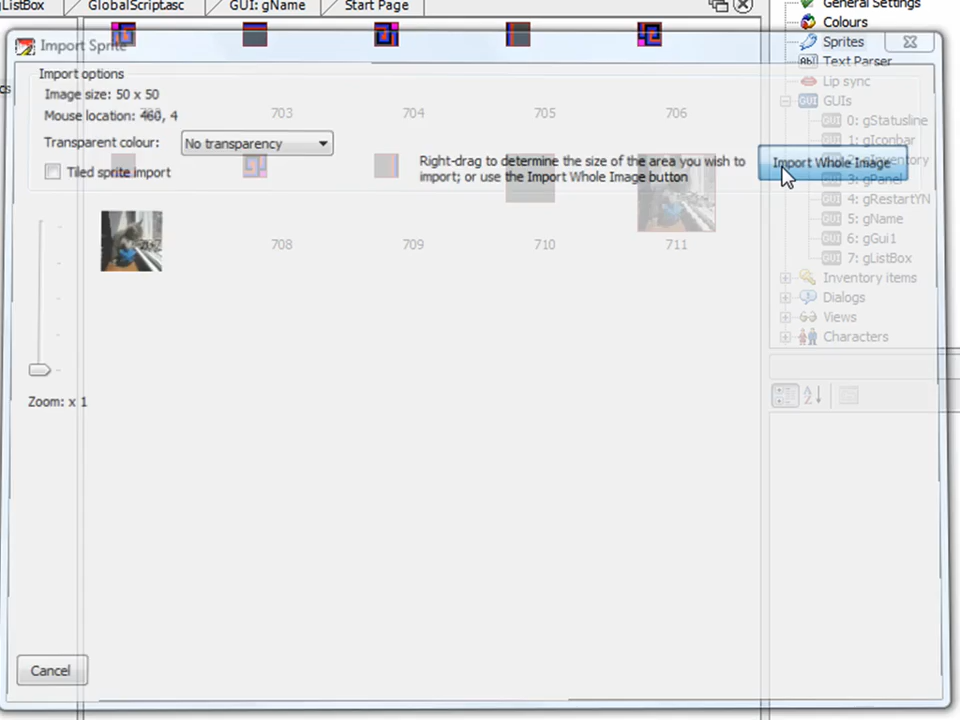 gListBox
GlobalScript.asc
GUI: gName
Start Page
General Settings
Colours
Import Sprite
Sprites
Text Parser
Import options
Lip sync
Image size: 50 x 50
GUIs
Mouse location: 460, 4
703
704
705
706
0: gStatusline
1: gIconbar
Transparent colour:
No transparency
Right-drag to determine the size of the area you wish to
import; or use the Import Whole Image button
Import Whole Image
Tiled sprite import
3: gPanel
4: gRestartYN
5: gName
6: gGui1
708
709
710
711
7: gListBox
Inventory items
Dialogs
Views
Characters
Zoom: x 1
Cancel